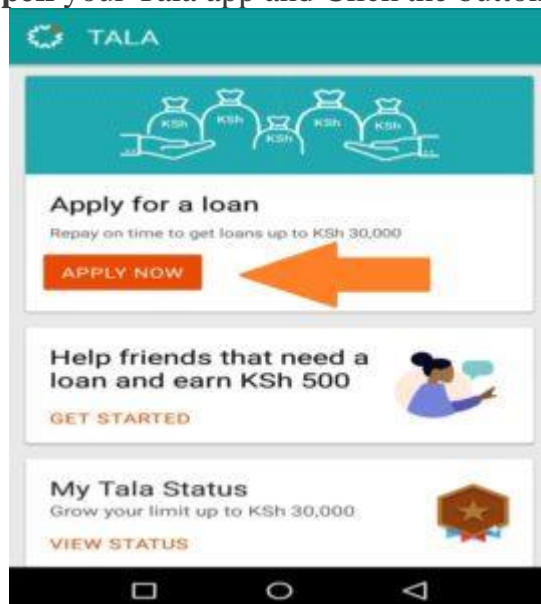 your Tala app and Click the button
TALA
KSh KSh KSh KSh KSh
Apply for a loan
Repay on time to get loans up to KSh 30,000
APPLY NOW
Help friends that need a
loan and earn KSh 500
GET STARTED
My Tala Status
Grow your limit up to KSh 30,000
VIEW STATUS